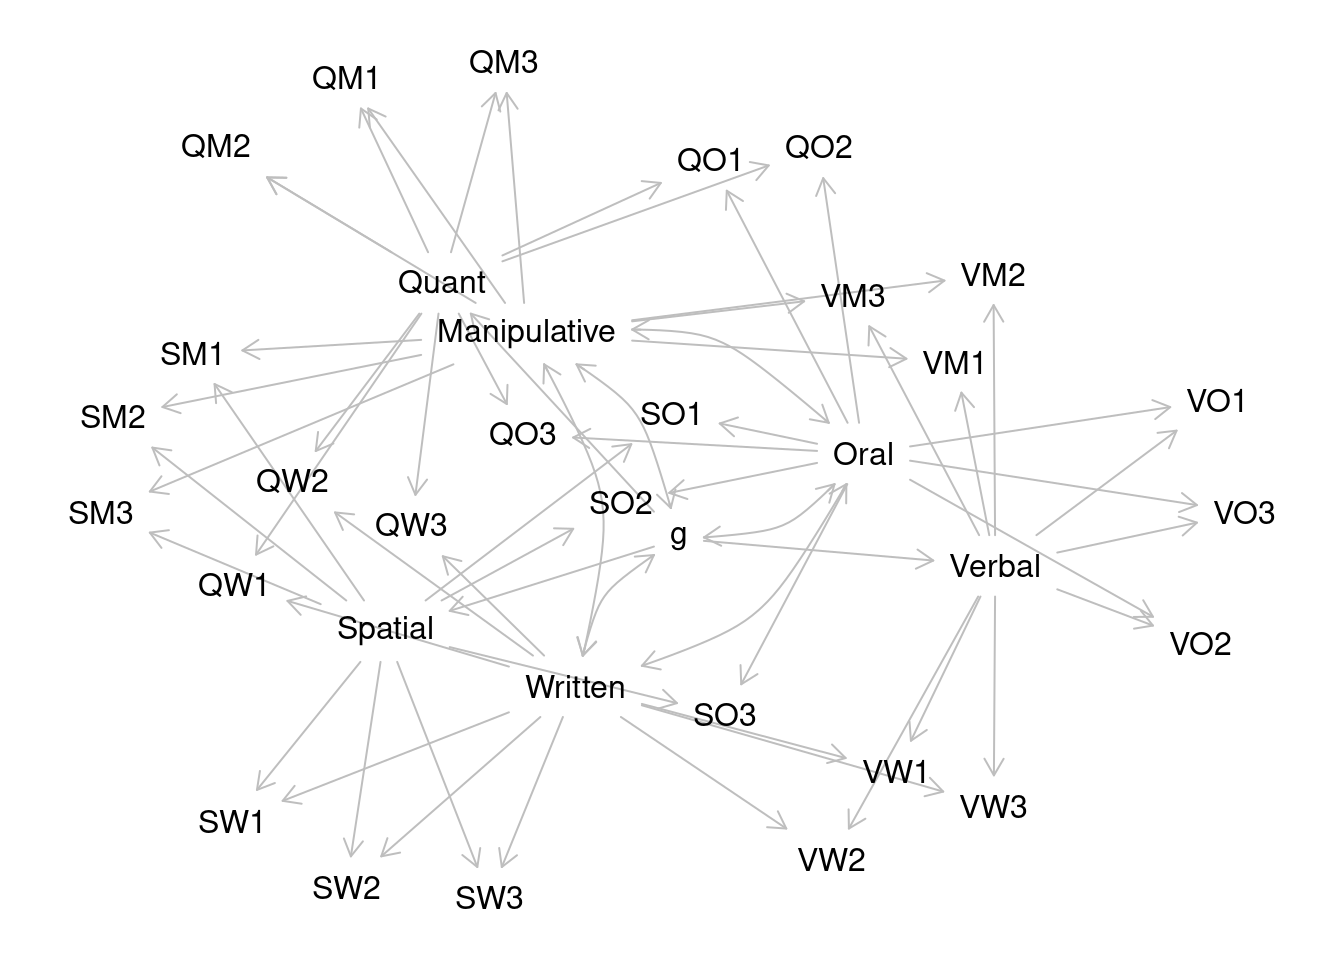 QM3
QM1
QM2
QO2
QO1
VM2
Quant
VM3
Manipulative
SM1
VM1
VO1
SO1
SM2
QO3
Oral
QW2
SO2
SM3
VO3
QW3
g
Verbal
QW1
Spatial
VO2
Written
SO3
VW1
VW3
SW1
VW2
SW2
SW3